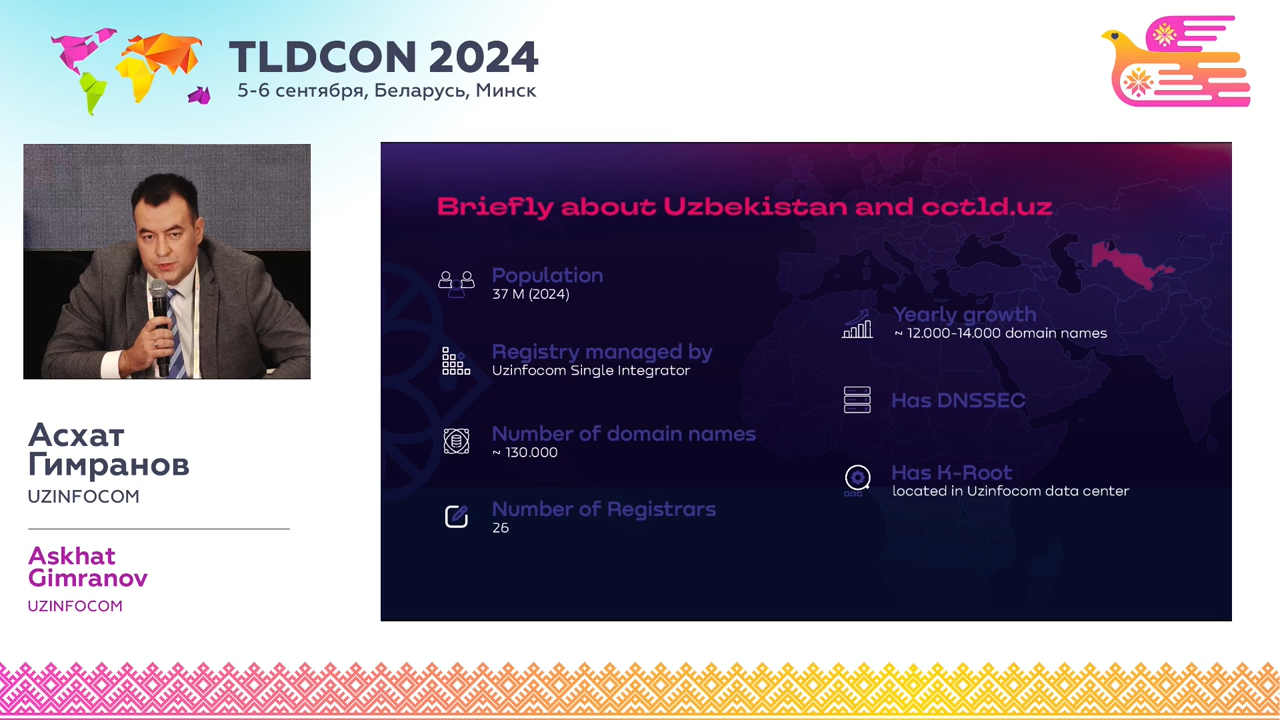 TLDCON 2024
5-6 сентября, Беларусь, Минск
Асхат
Гимранов
UZINFOCOM
Askhat
Gimranov
UZINFOCOM
Briefly about Uzbekistan and cctld.uz
Population
37 M (2024)
Registry managed by
Uzinfocom Single Integrator
Number of domain names
~ 130.000
Number of Registrars
26
Yearly growth
~ 12.000-14.000 domain names
Has DNSSEC
Has K-Root
located in Uzinfocom data center